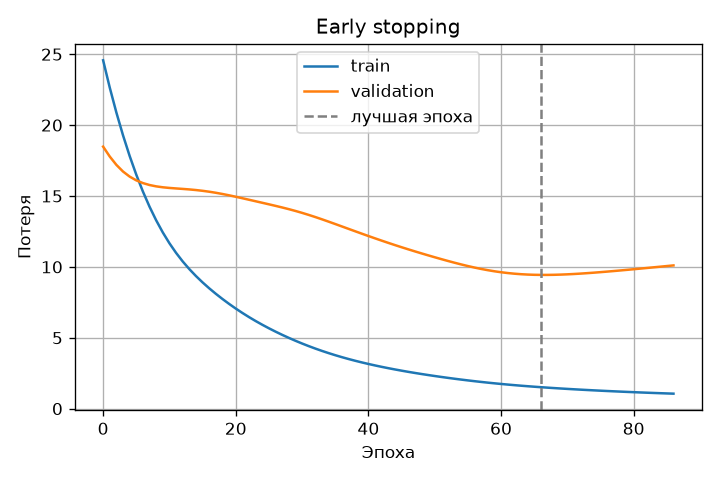 Early stopping
train
validation
лучшая эпоха
Потеря
25
20
15
10
5
0
0 20 40 60 80
Эпоха